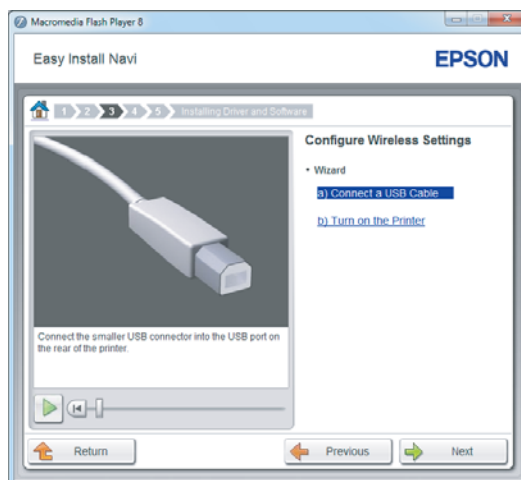 Macromedia Flash Player 8
Easy Install Navi
EPSON
1 2 3 4 5 Installing Driver and Software
Configure Wireless Settings
• Wizard
a) Connect a USB Cable
b) Turn on the Printer
Connect the smaller USB connector into the USB port on
the rear of the printer.
Return
Previous
Next